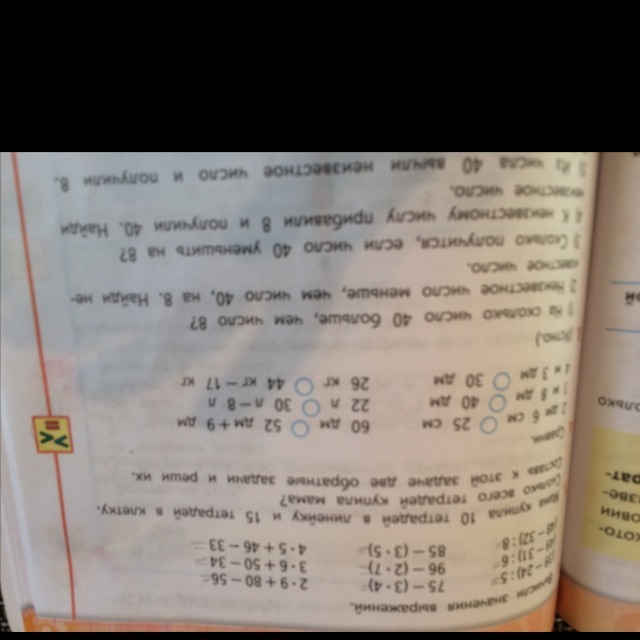 значения выражений.
− 24) : 5= 75 − (3 · 4)= 2 · 9 + 80 − 56=
− 31) : 6= 96 − (2 · 7)= 3 · 6 + 50 − 34=
− 32) : 8= 85 − (3 · 5)= 4 · 5 + 46 − 33=
купила 10 тетрадей в линейку и 15 тетрадей в клетку.
Сколько всего тетрадей купила мама?
Составь к этой задаче две обратные задачи и реши их.
Сравни.
2 дм 6 см 25 см 60 дм 52 дм + 9 дм
3 м 8 дм 40 дм 22 л 30 л − 8 л
4 м 3 дм 30 дм 26 кг 44 кг − 17 кг
(Устно.)
1) На сколько число 40 больше, чем число 8?
2) Неизвестное число меньше, чем число 40, на 8. Найди не-
известное число.
3) Сколько получится, если число 40 уменьшить на 8?
4) К неизвестному числу прибавили 8 и получили 40. Найди
неизвестное число.
5) Из числа 40 вычли неизвестное число и получили 8.
> < =